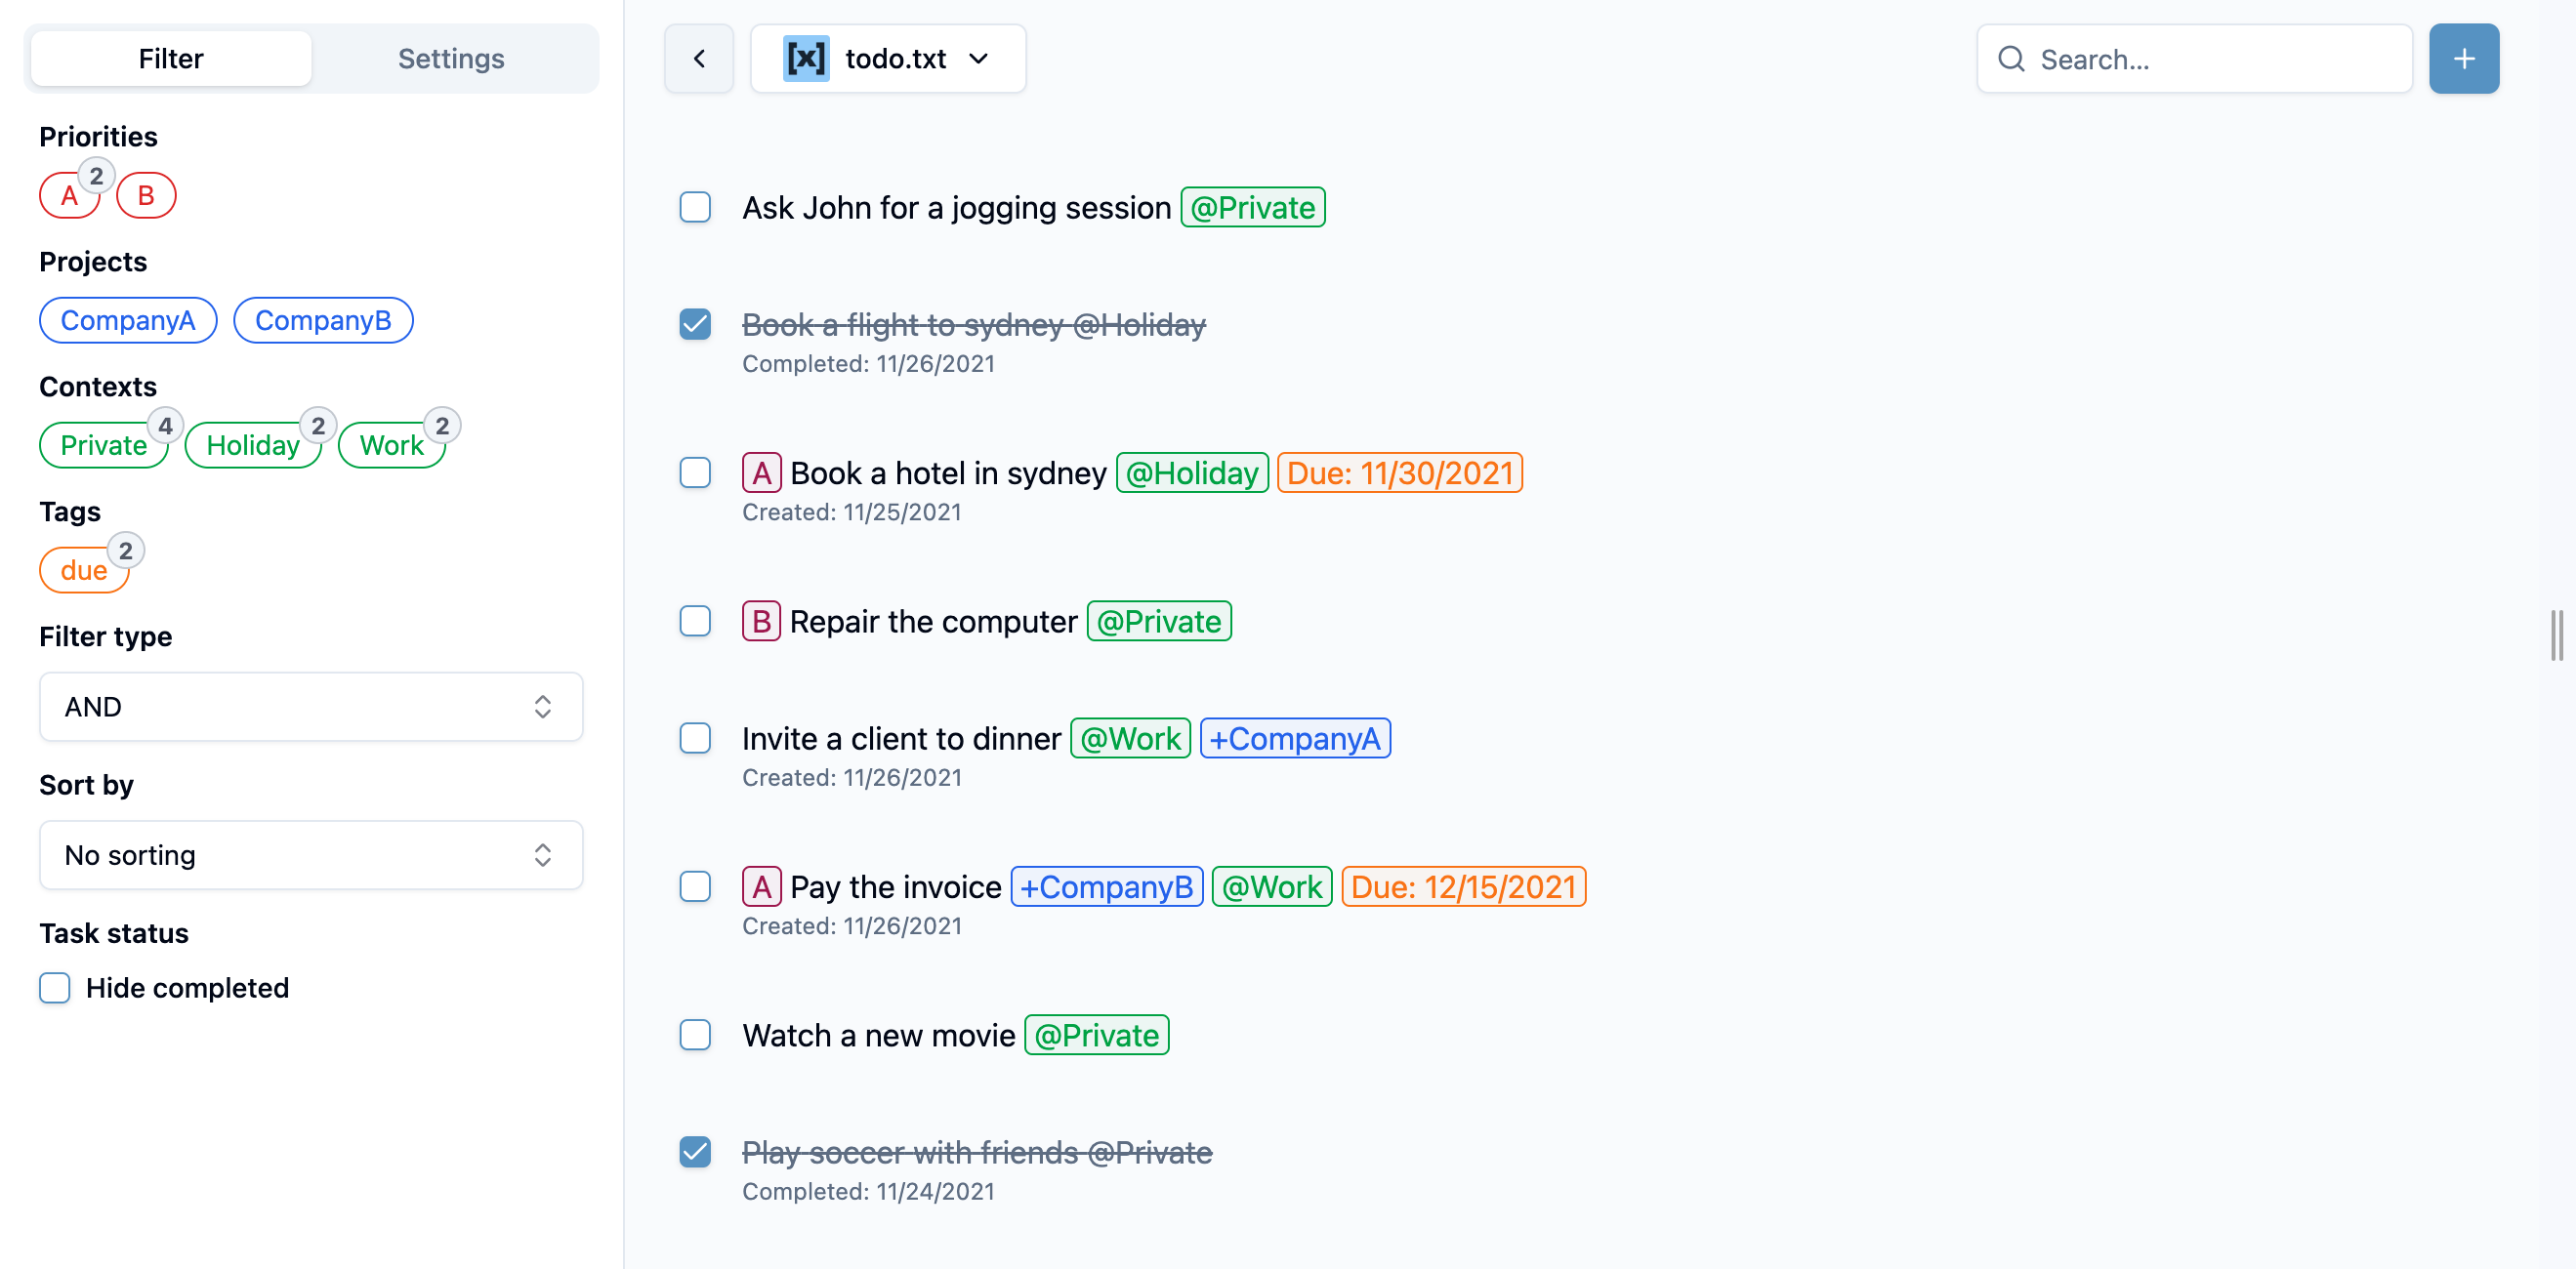 Filter Settings
Priorities
A 2 B
Projects
CompanyA CompanyB
Contexts
Private 4 Holiday 2 Work 2
Tags
due 2
Filter type
AND
Sort by
No sorting
Task status
Hide completed
[x] todo.txt Search...
Ask John for a jogging session @Private
Book a flight to sydney @Holiday
Completed: 11/26/2021
A Book a hotel in sydney @Holiday Due: 11/30/2021
Created: 11/25/2021
B Repair the computer @Private
Invite a client to dinner @Work +CompanyA
Created: 11/26/2021
A Pay the invoice +CompanyB @Work Due: 12/15/2021
Created: 11/26/2021
Watch a new movie @Private
Play soccer with friends @Private
Completed: 11/24/2021